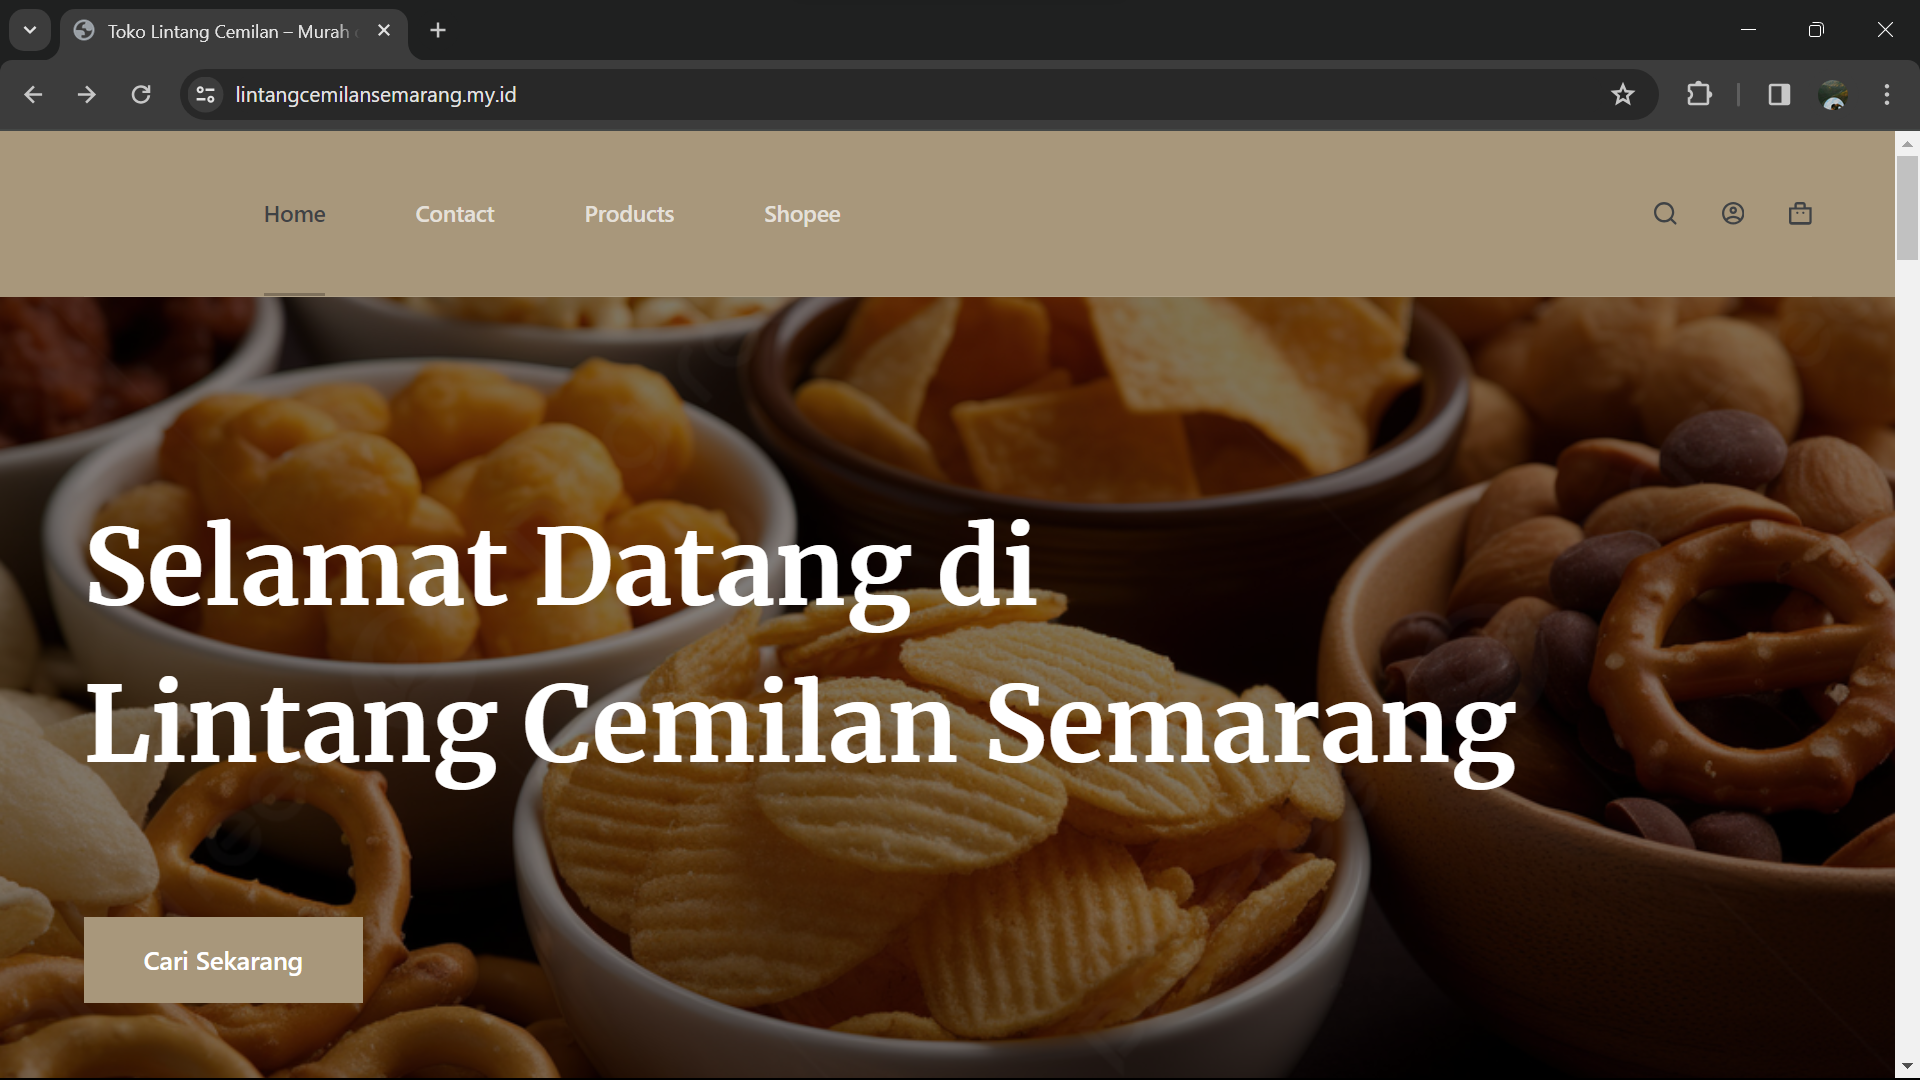 Toko Lintang Cemilan – Murah
lintangcemilansemarang.my.id
Home
Contact
Products
Shopee
Selamat Datang di
Lintang Cemilan Semarang
Cari Sekarang